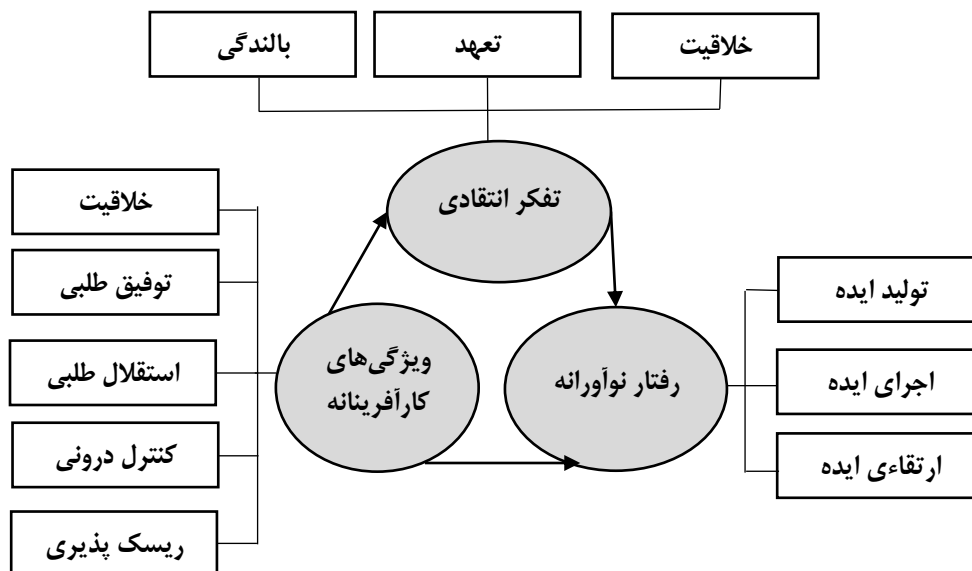 خلاقیت
تعهد
بالندگی
تفکر انتقادی
خلاقیت
توفیق طلبی
استقلال طلبی
کنترل درونی
ریسک پذیری
ویژگی‌های
کارآفرینانه
رفتار نوآورانه
تولید ایده
اجرای ایده
ارتقاءی ایده